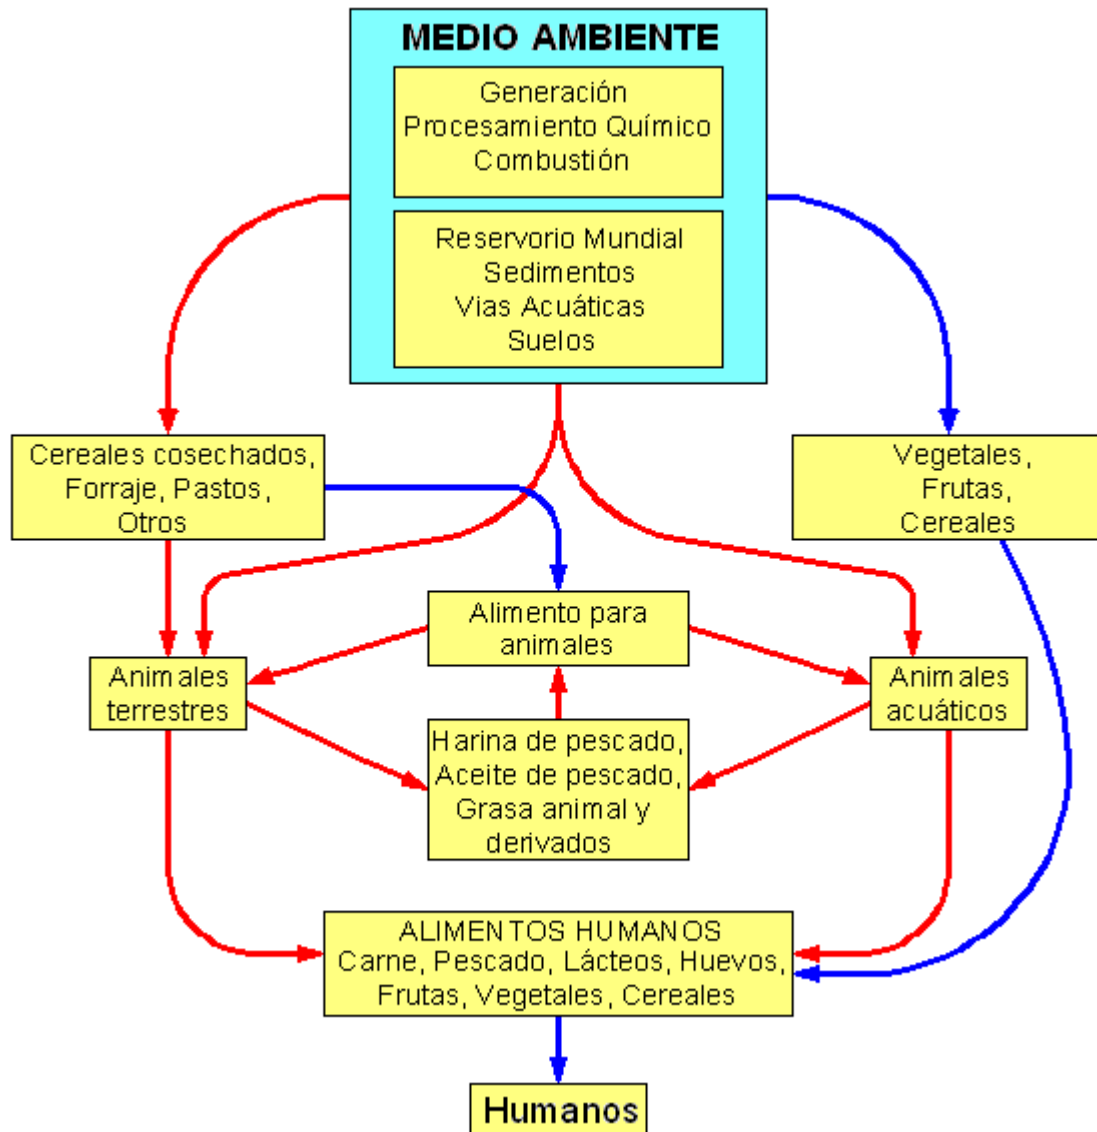 MEDIO AMBIENTE
Generación
Procesamiento Químico
Combustión
Reservorio Mundial
Sedimentos
Vias Acuáticas
Suelos
Cereales cosechados,
Forraje, Pastos,
Otros
Vegetales,
Frutas,
Cereales
Alimento para
animales
Animales
terrestres
Animales
acuáticos
Harina de pescado,
Aceite de pescado,
Grasa animal y
derivados
ALIMENTOS HUMANOS
Carne, Pescado, Lácteos, Huevos,
Frutas, Vegetales, Cereales
Humanos